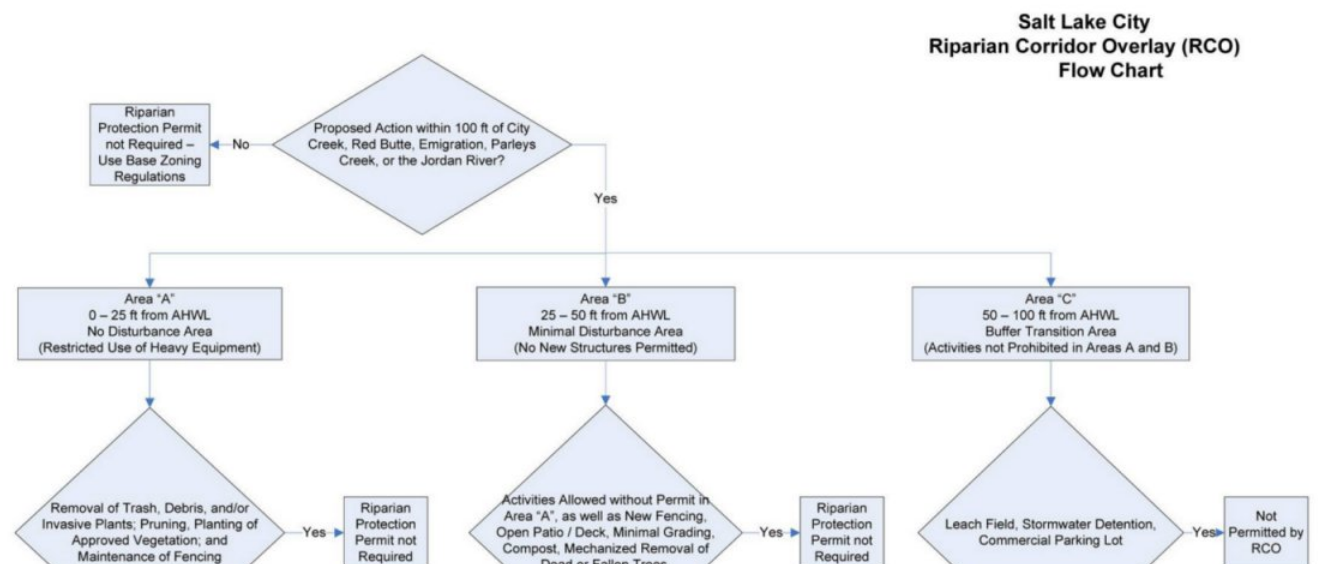 Salt Lake City
Riparian Corridor Overlay (RCO)
Flow Chart
Riparian
Protection Permit
not Required –
Use Base Zoning
Regulations
No
Proposed Action within 100 ft of City
Creek, Red Butte, Emigration, Parleys
Creek, or the Jordan River?
Yes
Area “A”
0 – 25 ft from AHWL
No Disturbance Area
(Restricted Use of Heavy Equipment)
Area “B”
25 – 50 ft from AHWL
Minimal Disturbance Area
(No New Structures Permitted)
Area “C”
50 – 100 ft from AHWL
Buffer Transition Area
(Activities not Prohibited in Areas A and B)
Removal of Trash, Debris, and/or
Invasive Plants; Pruning, Planting of
Approved Vegetation; and
Maintenance of Fencing
Yes
Riparian
Protection
Permit not
Required
Activities Allowed without Permit in
Area “A”, as well as New Fencing,
Open Patio / Deck, Minimal Grading,
Compost, Mechanized Removal of
Dead or Fallen Trees
Yes
Riparian
Protection
Permit not
Required
Leach Field, Stormwater Detention,
Commercial Parking Lot
Yes
Not
Permitted by
RCO